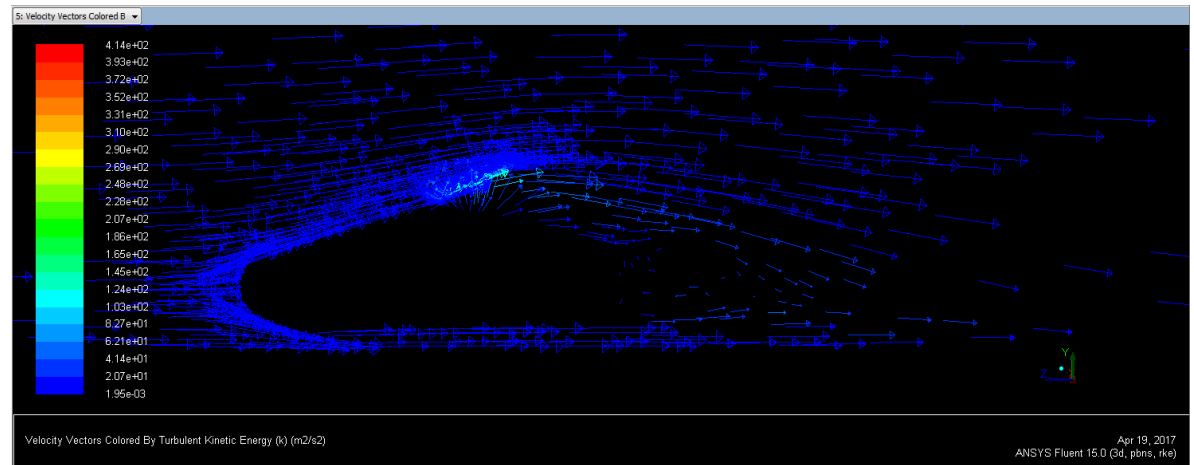 5: Velocity Vectors Colored B
4.14e+02
3.93e+02
3.72e+02
3.52e+02
3.31e+02
3.10e+02
2.90e+02
2.69e+02
2.48e+02
2.28e+02
2.07e+02
1.86e+02
1.65e+02
1.45e+02
1.24e+02
1.03e+02
8.27e+01
6.21e+01
4.14e+01
2.07e+01
1.95e-03
Y
Z
Velocity Vectors Colored By Turbulent Kinetic Energy (k) (m2/s2)
Apr 19, 2017
ANSYS Fluent 15.0 (3d, pbns, rke)